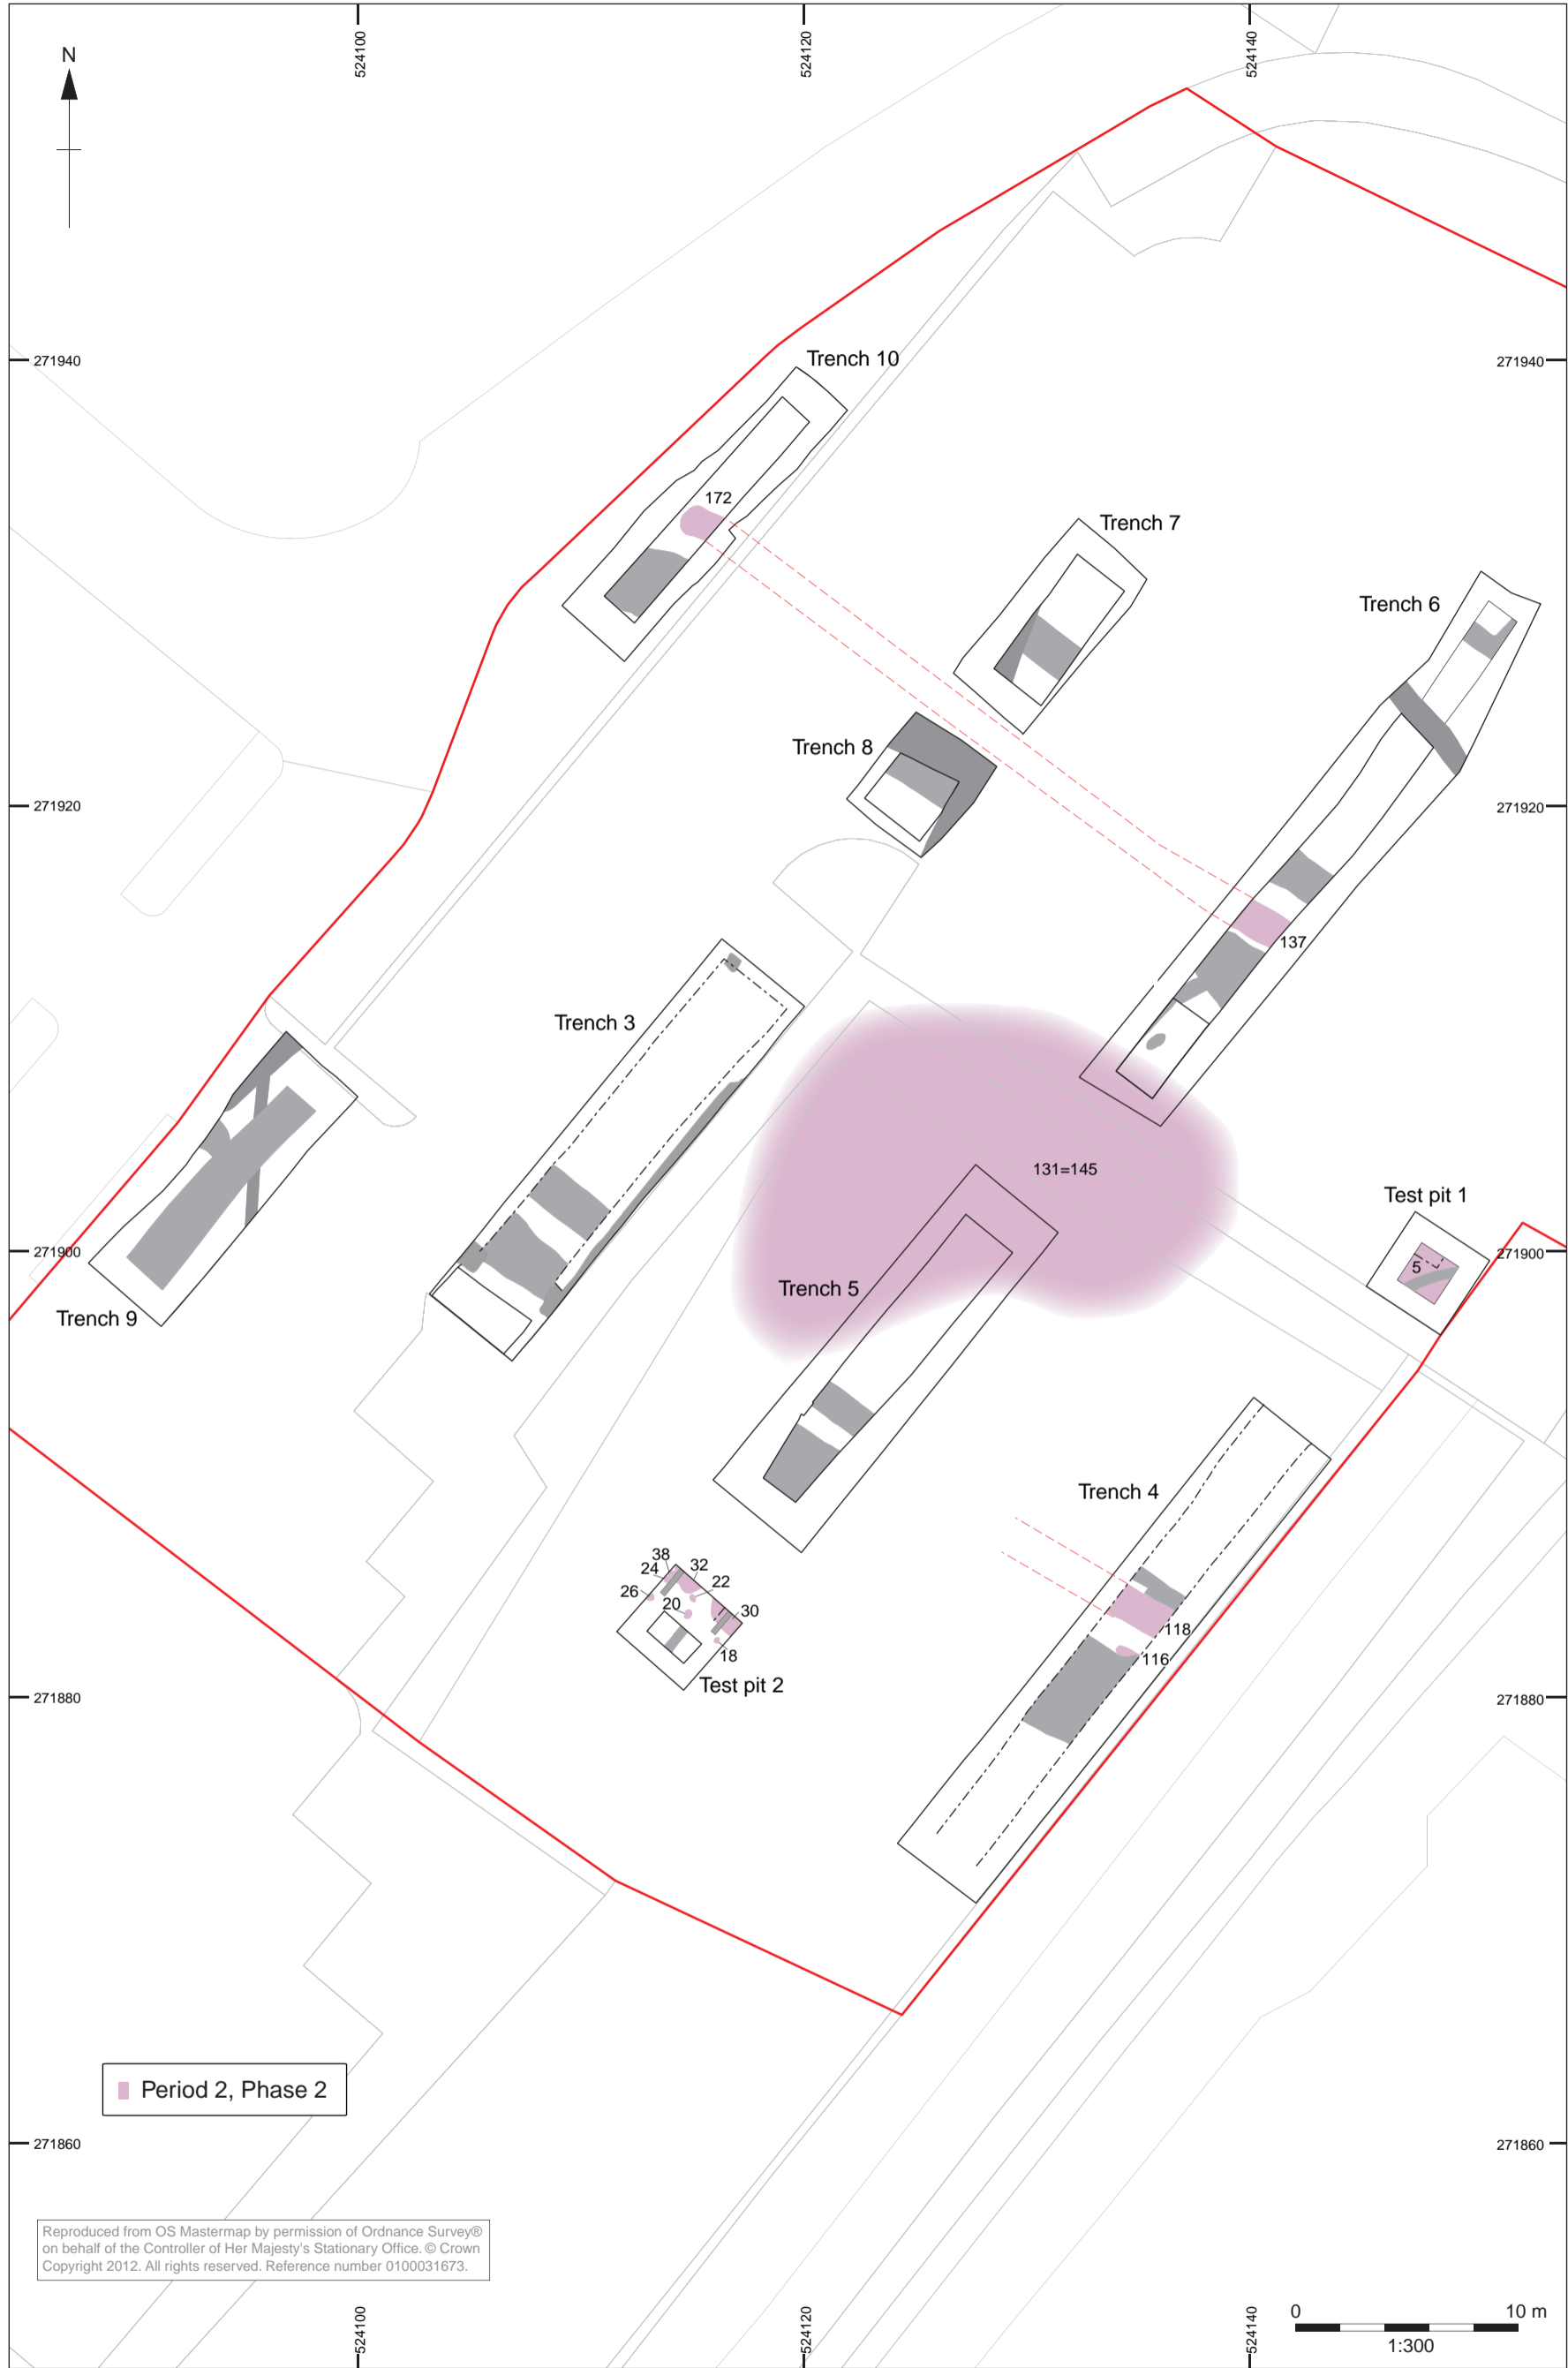 524100
524120
524140
N
271940
271940
Trench 10
172
Trench 7
Trench 6
Trench 8
271920
271920
137
Trench 3
131=145
Test pit 1
271900
271900
5
Trench 5
Trench 9
Trench 4
38
32
24
22
26
20
30
118
18
116
Test pit 2
271880
271880
Period 2, Phase 2
271860
271860
Reproduced from OS Mastermap by permission of Ordnance Survey®
on behalf of the Controller of Her Majesty's Stationary Office. © Crown
Copyright 2012. All rights reserved. Reference number 0100031673.
524100
524120
524140
0 10 m
1:300